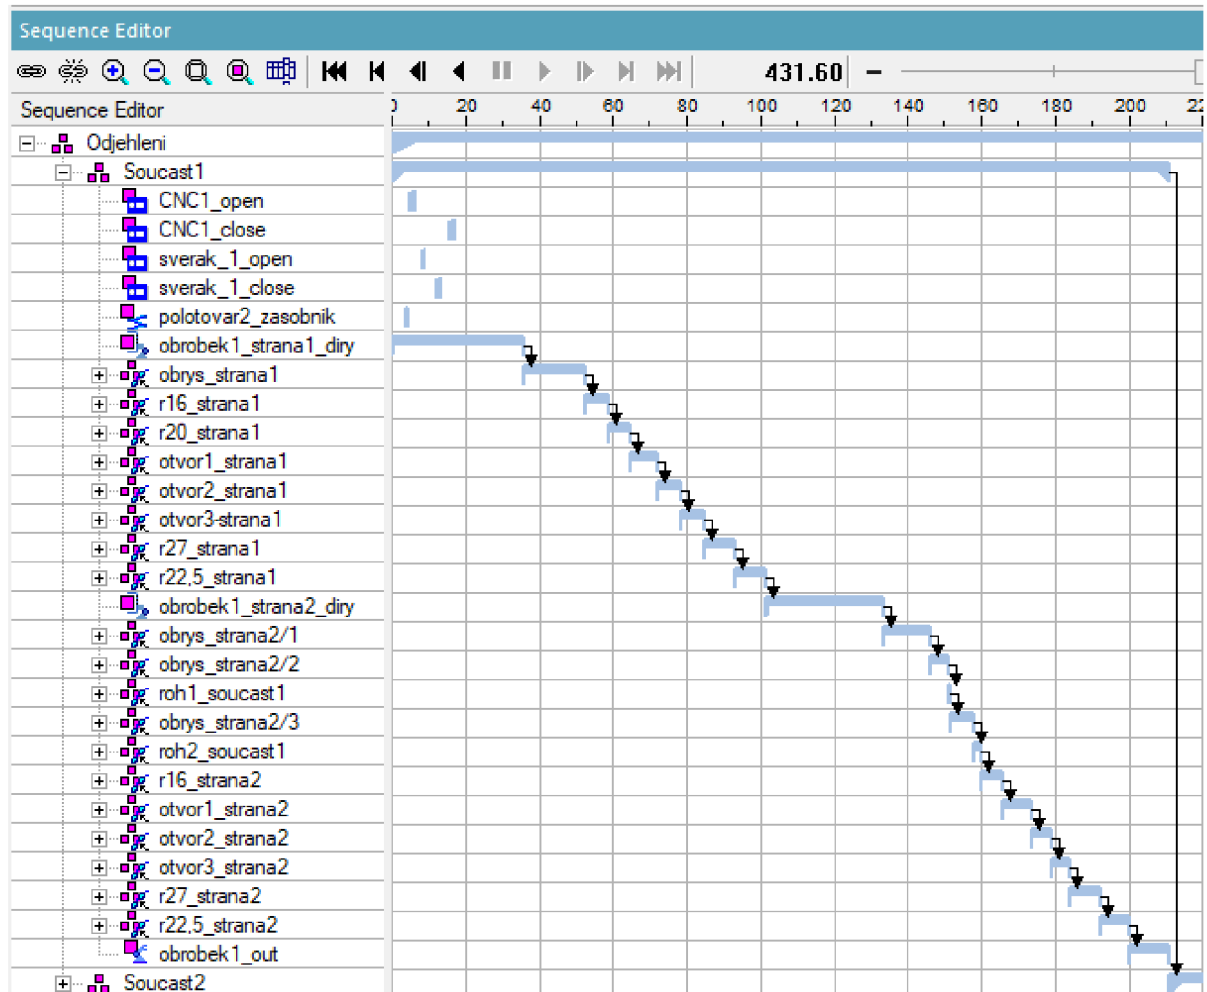 Sequence Editor
431.60
Sequence Editor
0 20 40 60 80 100 120 140 160 180 200 22
Odjehleni
Soucast1
CNC1_open
CNC1_close
sverak_1_open
sverak_1_close
polotovar2_zasobnik
obrobek1_strana1_diry
obrys_strana1
r16_strana1
r20_strana1
otvor1_strana1
otvor2_strana1
otvor3-strana1
r27_strana1
r22,5_strana1
obrobek1_strana2_diry
obrys_strana2/1
obrys_strana2/2
roh1_soucast1
obrys_strana2/3
roh2_soucast1
r16_strana2
otvor1_strana2
otvor2_strana2
otvor3_strana2
r27_strana2
r22,5_strana2
obrobek1_out
Soucast2